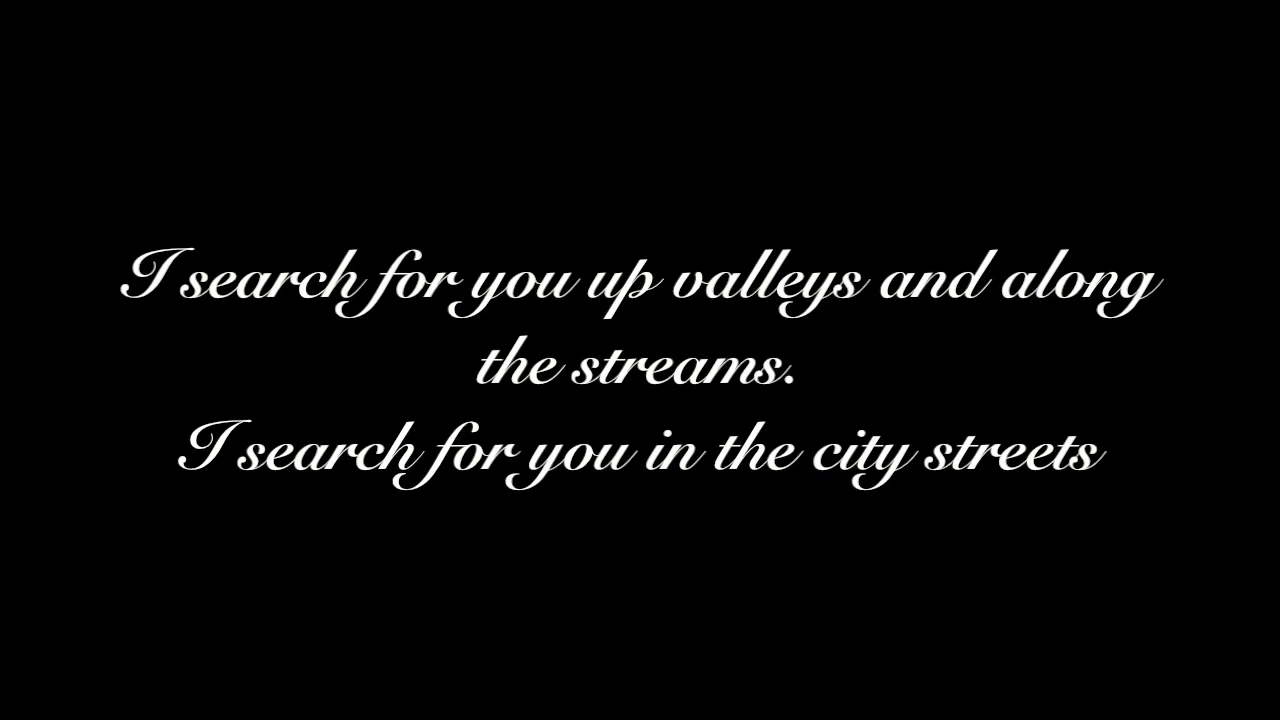 I search for you up valleys and along
the streams.
I search for you in the city streets